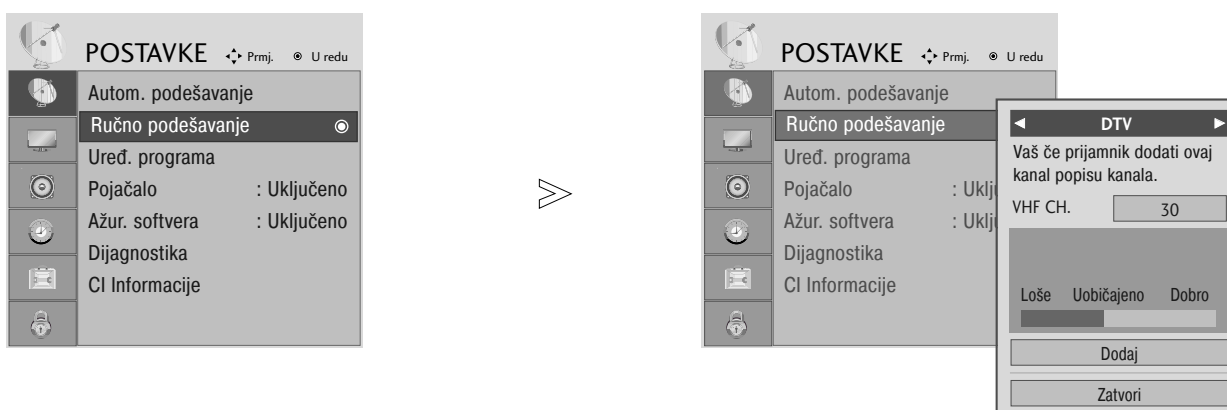 POSTAVKE Prmj. U redu
Autom. podešavanje
Ručno podešavanje
Uređ. programa
Pojačalo : Uključeno
Ažur. softvera : Uključeno
Dijagnostika
CI Informacije
POSTAVKE Prmj. U redu
Autom. podešavanje
Ručno podešavanje
Uređ. programa
Pojačalo : Uklj
Ažur. softvera : Uklj
Dijagnostika
CI Informacije
DTV
Vaš če prijamnik dodati ovaj
kanal popisu kanala.
VHF CH. 30
Loše Uobičajeno Dobro
Dodaj
Zatvori